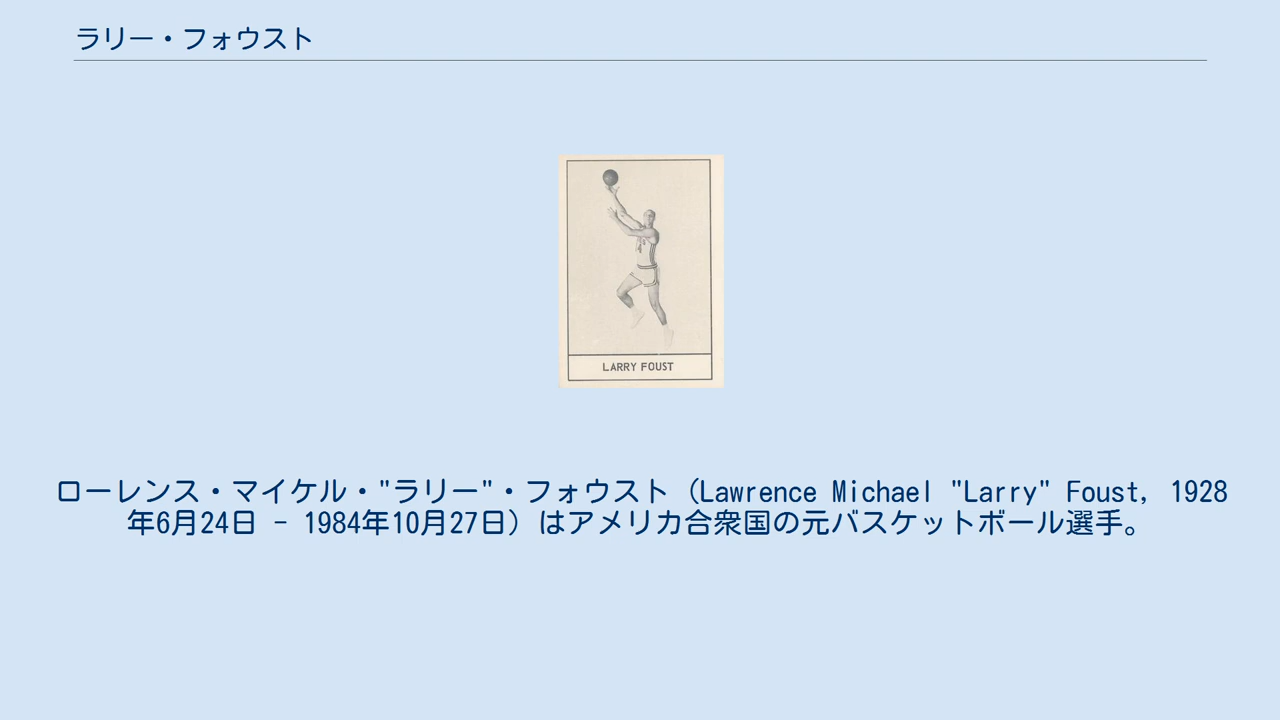 ラリー・フォウスト
LARRY FOUST
ローレンス・マイケル・"ラリー"・フォウスト（Lawrence Michael "Larry" Foust, 1928
年6月24日 - 1984年10月27日）はアメリカ合衆国の元バスケットボール選手。